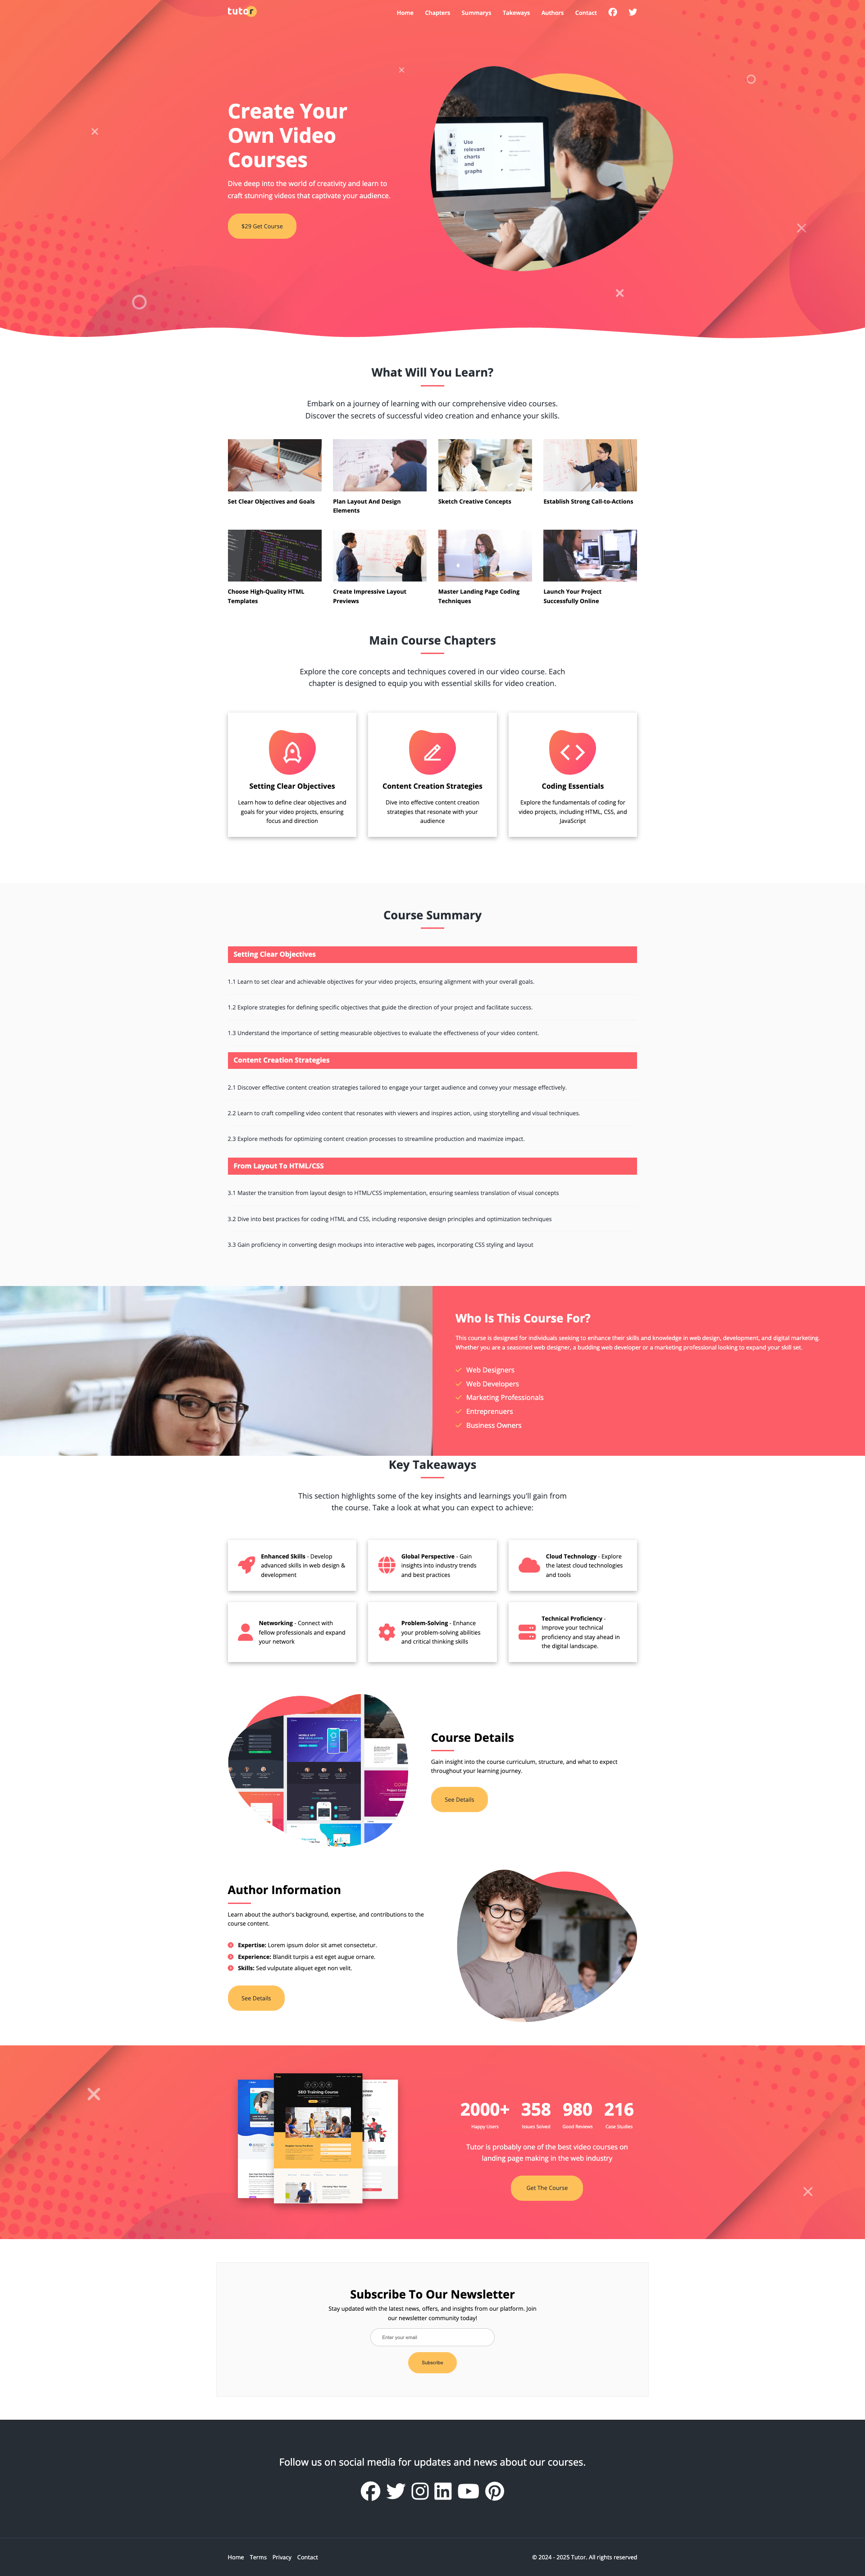 tutor
Home Chapters Summarys Takeways Authors Contact
Create Your
Own Video
Courses
Dive deep into the world of creativity and learn to
craft stunning videos that captivate your audience.
$29 Get Course
Use
relevant
charts
and
graphs
What Will You Learn?
Embark on a journey of learning with our comprehensive video courses.
Discover the secrets of successful video creation and enhance your skills.
Set Clear Objectives and Goals
Plan Layout And Design
Elements
Sketch Creative Concepts
Establish Strong Call-to-Actions
Choose High-Quality HTML
Templates
Create Impressive Layout
Previews
Master Landing Page Coding
Techniques
Launch Your Project
Successfully Online
Main Course Chapters
Explore the core concepts and techniques covered in our video course. Each
chapter is designed to equip you with essential skills for video creation.
Setting Clear Objectives
Learn how to define clear objectives and
goals for your video projects, ensuring
focus and direction
Content Creation Strategies
Dive into effective content creation
strategies that resonate with your
audience
Coding Essentials
Explore the fundamentals of coding for
video projects, including HTML, CSS, and
JavaScript
Course Summary
Setting Clear Objectives
1.1 Learn to set clear and achievable objectives for your video projects, ensuring alignment with your overall goals.
1.2 Explore strategies for defining specific objectives that guide the direction of your project and facilitate success.
1.3 Understand the importance of setting measurable objectives to evaluate the effectiveness of your video content.
Content Creation Strategies
2.1 Discover effective content creation strategies tailored to engage your target audience and convey your message effectively.
2.2 Learn to craft compelling video content that resonates with viewers and inspires action, using storytelling and visual techniques.
2.3 Explore methods for optimizing content creation processes to streamline production and maximize impact.
From Layout To HTML/CSS
3.1 Master the transition from layout design to HTML/CSS implementation, ensuring seamless translation of visual concepts
3.2 Dive into best practices for coding HTML and CSS, including responsive design principles and optimization techniques
3.3 Gain proficiency in converting design mockups into interactive web pages, incorporating CSS styling and layout
Who Is This Course For?
This course is designed for individuals seeking to enhance their skills and knowledge in web design, development, and digital marketing.
Whether you are a seasoned web designer, a budding web developer or a marketing professional looking to expand your skill set.
Web Designers
Web Developers
Marketing Professionals
Entreprenuers
Business Owners
Key Takeaways
This section highlights some of the key insights and learnings you'll gain from
the course. Take a look at what you can expect to achieve:
Enhanced Skills - Develop
advanced skills in web design &
development
Global Perspective - Gain
insights into industry trends
and best practices
Cloud Technology - Explore
the latest cloud technologies
and tools
Networking - Connect with
fellow professionals and expand
your network
Problem-Solving - Enhance
your problem-solving abilities
and critical thinking skills
Technical Proficiency -
Improve your technical
proficiency and stay ahead in
the digital landscape.
Course Details
Gain insight into the course curriculum, structure, and what to expect
throughout your learning journey.
See Details
Author Information
Learn about the author's background, expertise, and contributions to the
course content.
Expertise: Lorem ipsum dolor sit amet consectetur.
Experience: Blandit turpis a est eget augue ornare.
Skills: Sed vulputate aliquet eget non velit.
See Details
SEO Training Course
2000+ 358 980 216
Happy Users Issues Solved Good Reviews Case Studies
Tutor is probably one of the best video courses on
landing page making in the web industry
Get The Course
Subscribe To Our Newsletter
Stay updated with the latest news, offers, and insights from our platform. Join
our newsletter community today!
Enter your email
Subscribe
Follow us on social media for updates and news about our courses.
Home Terms Privacy Contact
© 2024 - 2025 Tutor. All rights reserved